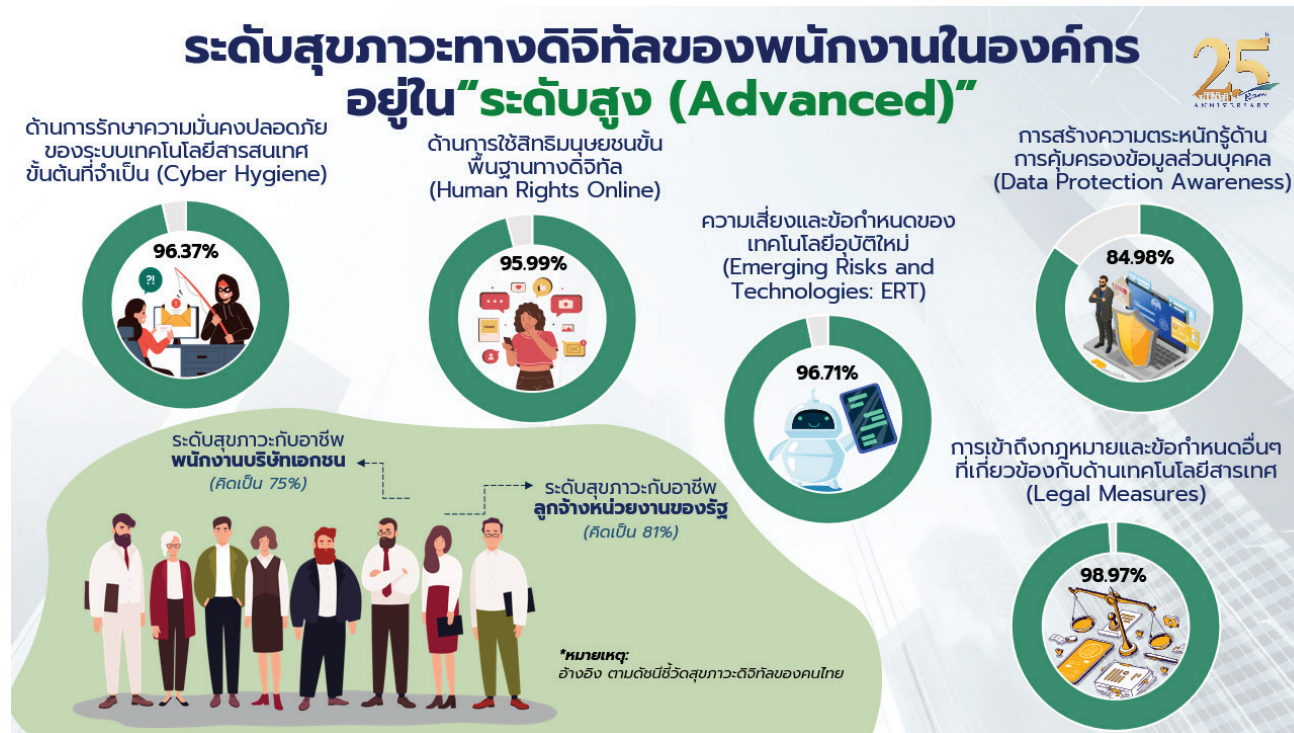 ระดับสุขภาวะทางดิจิทัลของพนักงานในองค์กร
อยู่ใน“ระดับสูง (Advanced)”
25
th
ANNIVERSARY
ด้านการรักษาความมั่นคงปลอดภัย
ของระบบเทคโนโลยีสารสนเทศ
ขั้นต้นที่จำเป็น (Cyber Hygiene)
96.37%
?!
ด้านการใช้สิทธิมนุษยชนขั้น
พื้นฐานทางดิจิทัล
(Human Rights Online)
95.99%
ความเสี่ยงและข้อกำหนดของ
เทคโนโลยีอุบัติใหม่
(Emerging Risks and
Technologies: ERT)
96.71%
การสร้างความตระหนักรู้ด้าน
การคุ้มครองข้อมูลส่วนบุคคล
(Data Protection Awareness)
84.98%
การเข้าถึงกฎหมายและข้อกำหนดอื่นๆ
ที่เกี่ยวข้องกับด้านเทคโนโลยีสารเทศ
(Legal Measures)
98.97%
ระดับสุขภาวะกับอาชีพ
พนักงานบริษัทเอกชน
(คิดเป็น 75%)
ระดับสุขภาวะกับอาชีพ
ลูกจ้างหน่วยงานของรัฐ
(คิดเป็น 81%)
*หมายเหตุ:
อ้างอิง ตามดัชนีชี้วัดสุขภาวะดิจิทัลของคนไทย